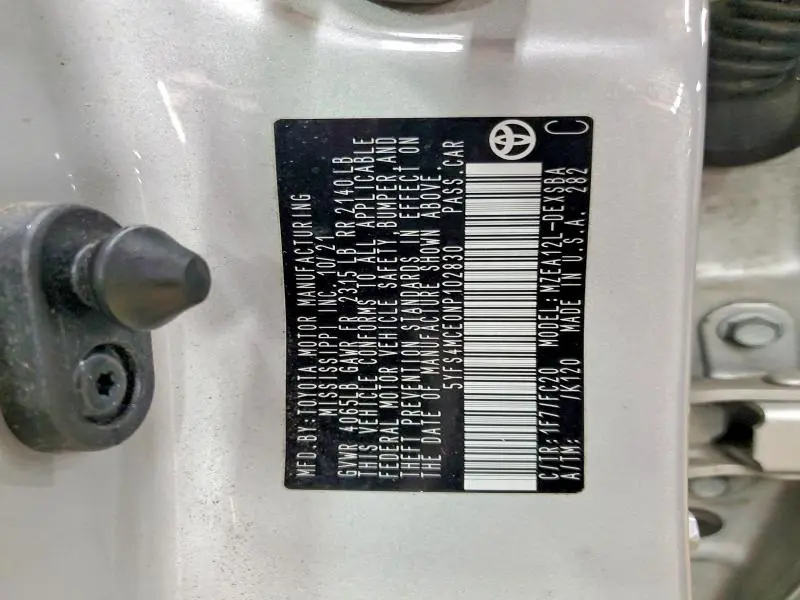 MFD.BY: TOYOTA MOTOR MANUFACTURING
MISSISSIPPI INC. 10/21
GVWR 4065LB GAWR FR 2315 LB RR 2140LB
THIS VEHICLE CONFORMS TO ALL APPLICABLE
FEDERAL MOTOR VEHICLE SAFETY BUMPER,AND
THEFT PREVENTION STANDARDS IN EFFECT ON
THE DATE OF MANUFACTURE SHOWN ABOVE.
5YFS4MCE0NP102830 PASS.CAR
C/TR: 1F7/FC20 MODEL: MZEA12L-DEXSBA
A/TM: /K120 MADE IN U.S.A. 282
C